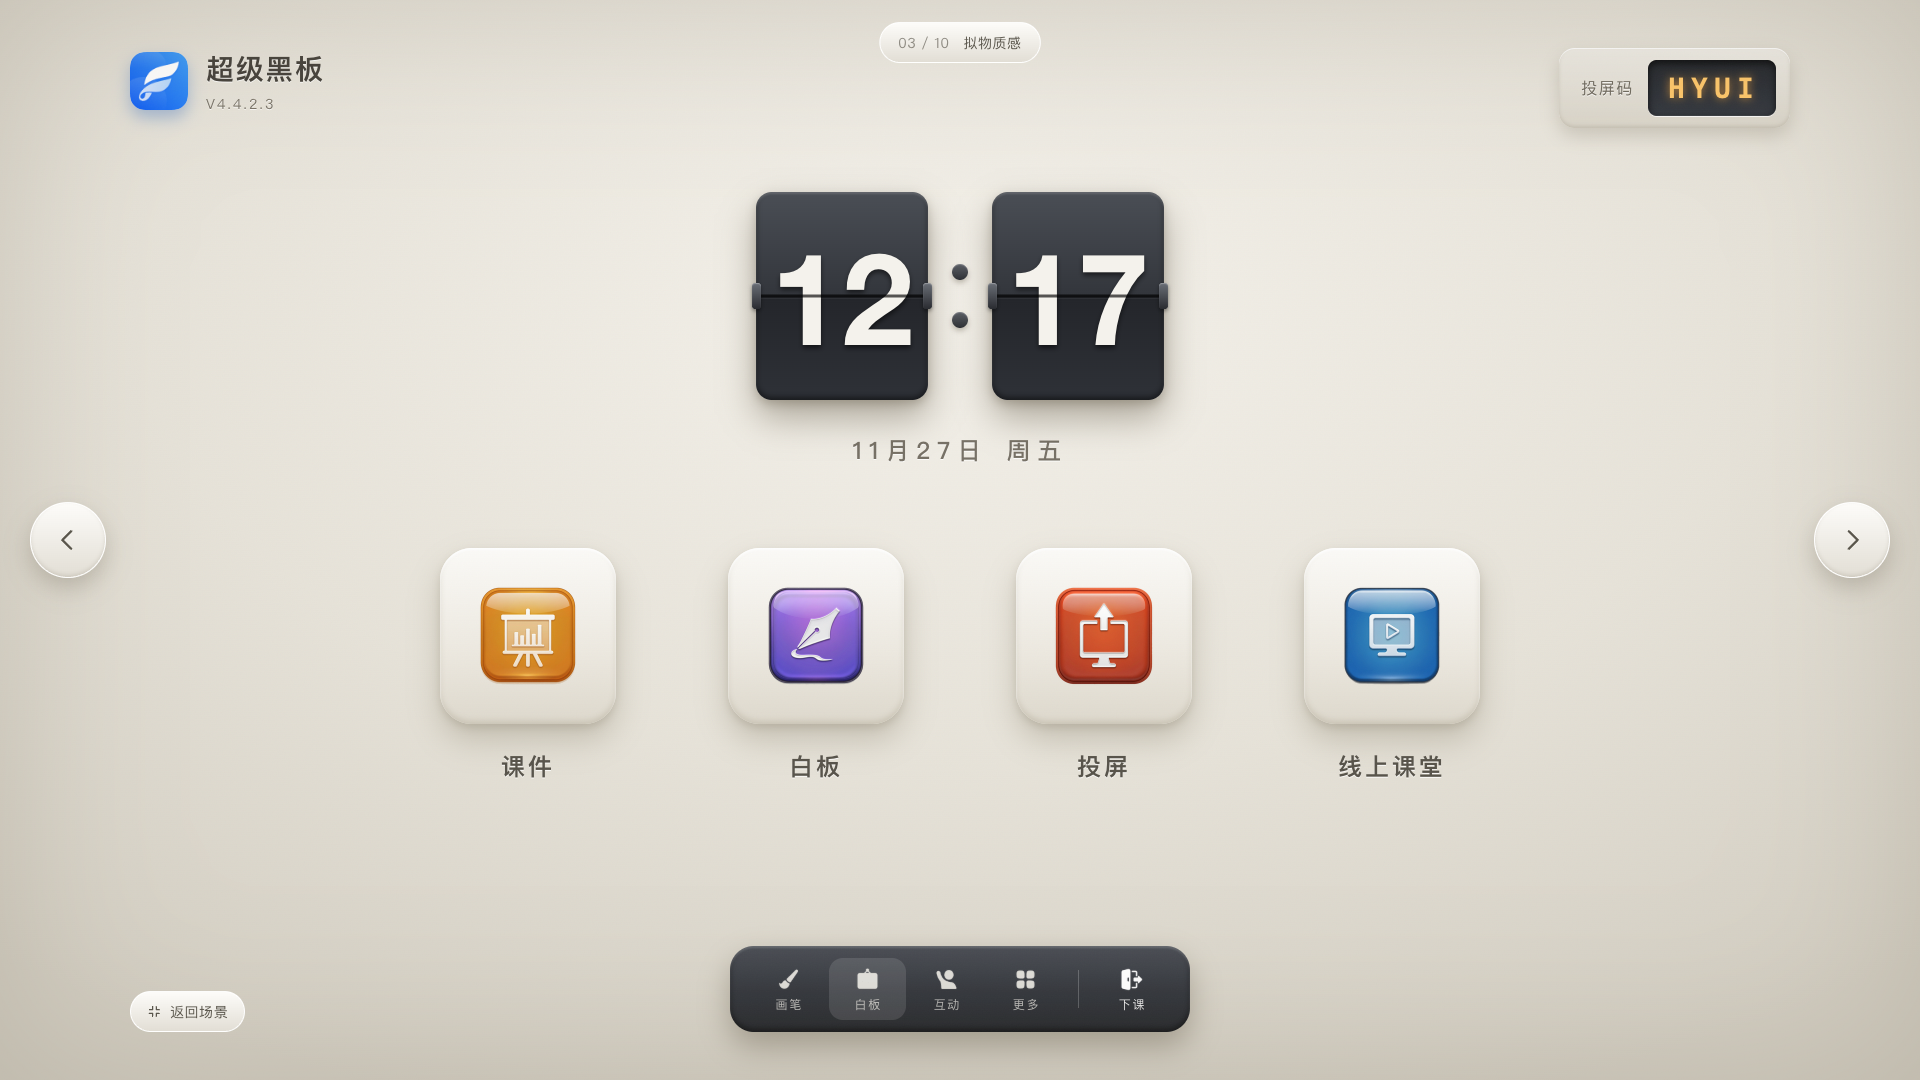 03 / 10 拟物质感
超级黑板
V4.4.2.3
投屏码 HYUI
12:17
11月27日 周五
课件 白板 投屏 线上课堂
返回场景
画笔 白板 互动 更多 下课